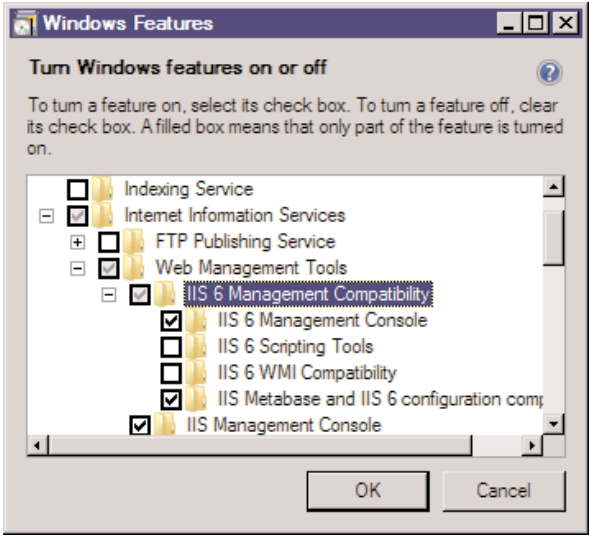 Windows Features
Turn Windows features on or off
To turn a feature on, select its check box. To turn a feature off, clear
its check box. A filled box means that only part of the feature is turned
on.
Indexing Service
Internet Information Services
FTP Publishing Service
Web Management Tools
IIS 6 Management Compatibility
IIS 6 Management Console
IIS 6 Scripting Tools
IIS 6 WMI Compatibility
IIS Metabase and IIS 6 configuration comp
IIS Management Console
OK Cancel